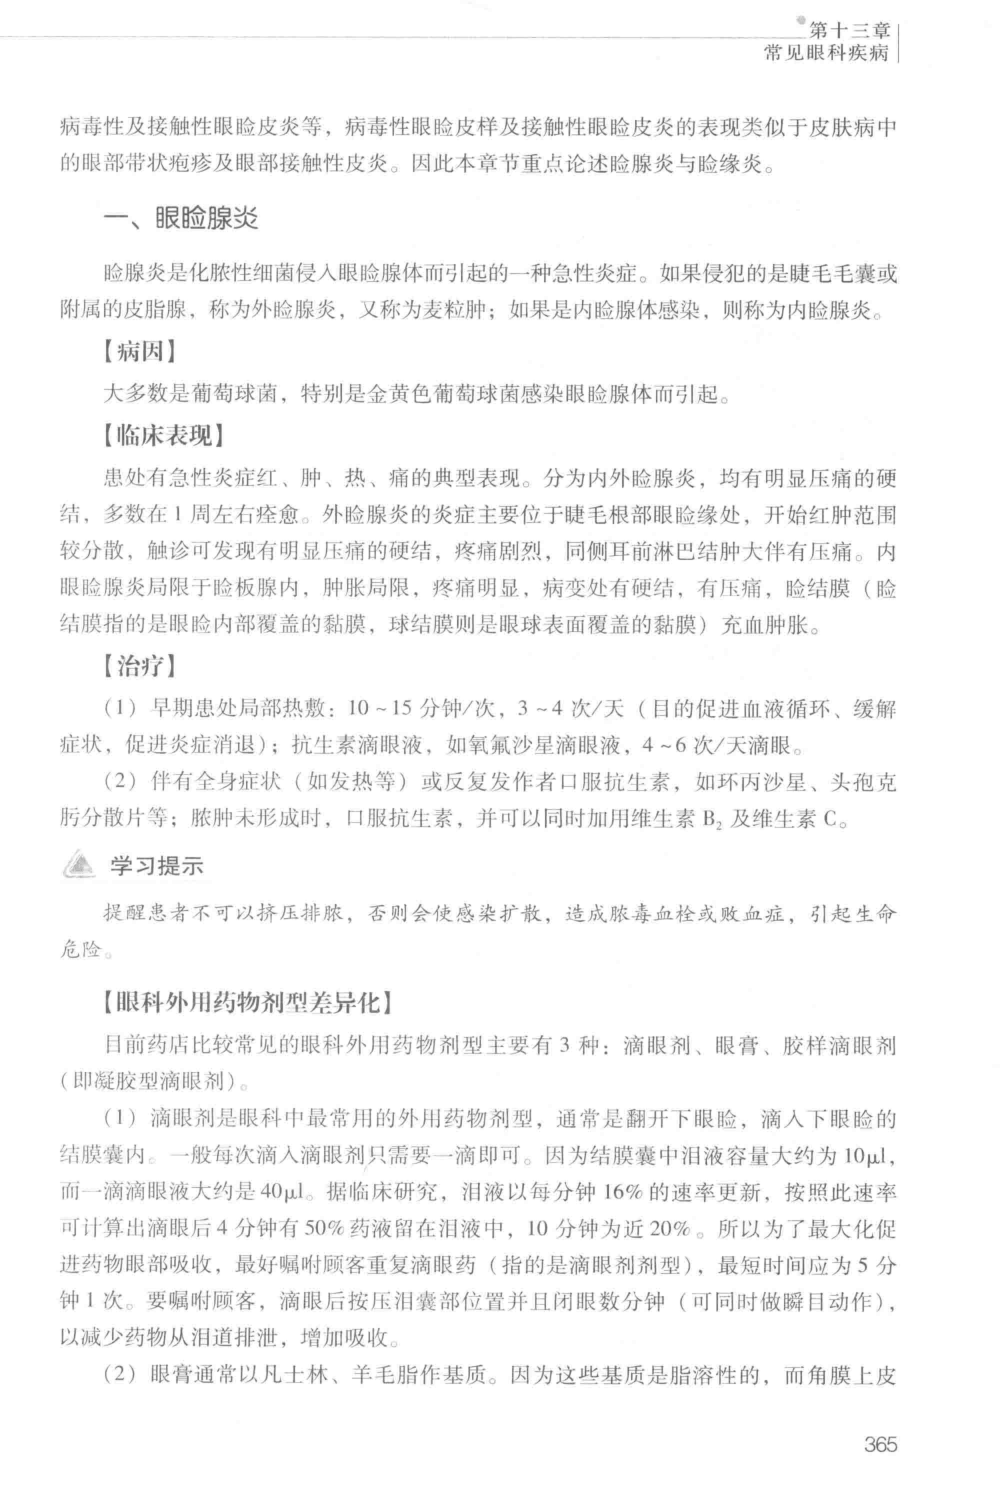 第十三章
常见眼科疾病
病毒性及接触性眼睑皮炎等，病毒性眼睑皮样及接触性眼睑皮炎的表现类似于皮肤病中
的眼部带状疱疹及眼部接触性皮炎。因此本章节重点论述睑腺炎与睑缘炎。
一、眼睑腺炎
睑腺炎是化脓性细菌侵入眼睑腺体而引起的一种急性炎症。如果侵犯的是睫毛毛囊或
附属的皮脂腺，称为外睑腺炎，又称为麦粒肿；如果是内睑腺体感染，则称为内睑腺炎。
【病因】
大多数是葡萄球菌，特别是金黄色葡萄球菌感染眼睑腺体而引起。
【临床表现】
患处有急性炎症红、肿、热、痛的典型表现。分为内外睑腺炎，均有明显压痛的硬
结，多数在1周左右痊愈。外睑腺炎的炎症主要位于睫毛根部眼睑缘处，开始红肿范围
较分散，触诊可发现有明显压痛的硬结，疼痛剧烈，同侧耳前淋巴结肿大伴有压痛。内
眼睑腺炎局限于睑板腺内，肿胀局限，疼痛明显，病变处有硬结，有压痛，睑结膜（睑
结膜指的是眼睑内部覆盖的黏膜，球结膜则是眼球表面覆盖的黏膜）充血肿胀。
【治疗】
（1）早期患处局部热敷：10～15分钟/次，3～4次/天（目的促进血液循环、缓解
症状，促进炎症消退）；抗生素滴眼液，如氧氟沙星滴眼液，4～6次/天滴眼。
（2）伴有全身症状（如发热等）或反复发作者口服抗生素，如环丙沙星、头孢克
肟分散片等；脓肿未形成时，口服抗生素，并可以同时加用维生素B₂及维生素C。
学习提示
提醒患者不可以挤压排脓，否则会使感染扩散，造成脓毒血栓或败血症，引起生命
危险。
【眼科外用药物剂型差异化】
目前药店比较常见的眼科外用药物剂型主要有3种：滴眼剂、眼膏、胶样滴眼剂
（即凝胶型滴眼剂）。
（1）滴眼剂是眼科中最常用的外用药物剂型，通常是翻开下眼睑，滴入下眼睑的
结膜囊内。一般每次滴入滴眼剂只需要一滴即可。因为结膜囊中泪液容量大约为10μl，
而一滴滴眼液大约是40μl。据临床研究，泪液以每分钟16%的速率更新，按照此速率
可计算出滴眼后4分钟有50%药液留在泪液中，10分钟为近20%。所以为了最大化促
进药物眼部吸收，最好嘱咐顾客重复滴眼药（指的是滴眼剂剂型），最短时间应为5分
钟1次。要嘱咐顾客，滴眼后按压泪囊部位置并且闭眼数分钟（可同时做瞬目动作），
以减少药物从泪道排泄，增加吸收。
（2）眼膏通常以凡士林、羊毛脂作基质。因为这些基质是脂溶性的，而角膜上皮
365